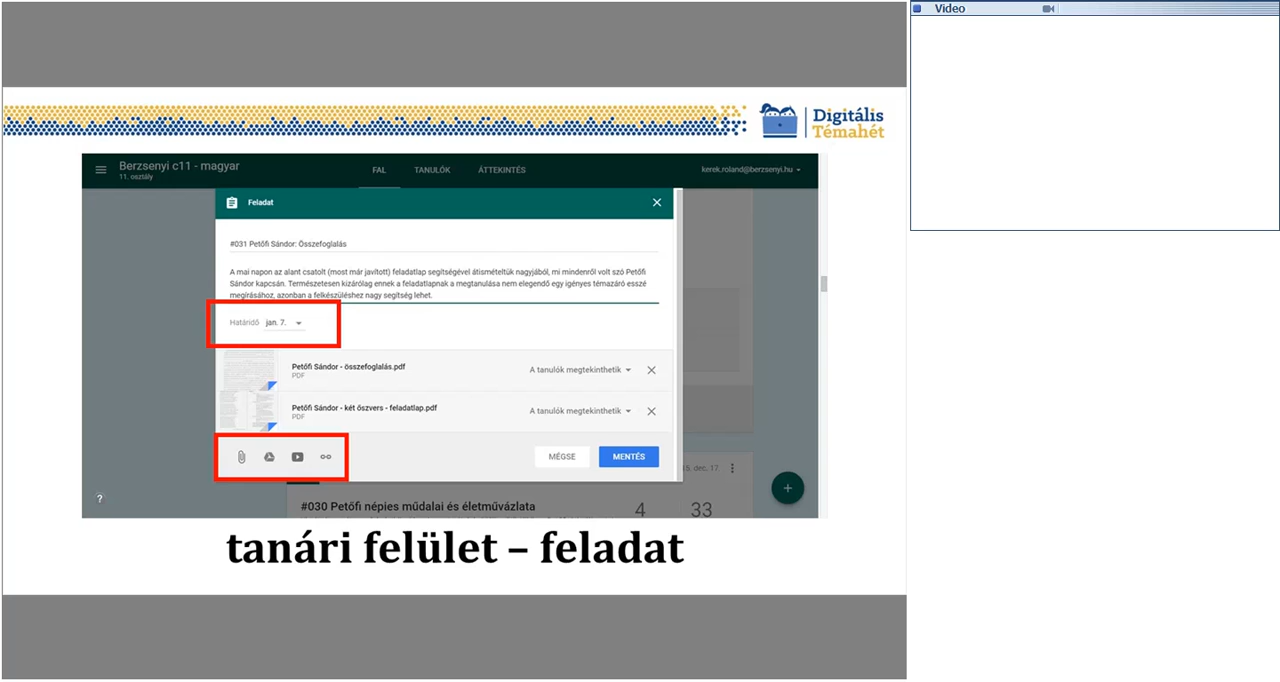 Video
Digitális
Témahét
Berzsenyi c11 - magyar
11. osztály
FAL
TANULÓK
ÁTTEKINTÉS
kerek.roland@berzsenyi.hu
Feladat
#031 Petőfi Sándor: Összefoglalás
A mai napon az alant csatolt (most már javított) feladatlap segítségével átismételtük nagyjából, mi mindenről volt szó Petőfi
Sándor kapcsán. Természetesen kizárólag ennek a feladatlapnak a megtanulása nem elegendő egy igényes témazáró esszé
megírásához, azonban a felkészüléshez nagy segítség lehet.
Határidő jan. 7.
Petőfi Sándor - összefoglalás.pdf
PDF
A tanulók megtekinthetik
Petőfi Sándor - két őszvers - feladatlap.pdf
PDF
A tanulók megtekinthetik
MÉGSE
MENTÉS
5. dec. 17
?
#030 Petőfi népies műdalai és életművázlata
4
33
tanári felület – feladat